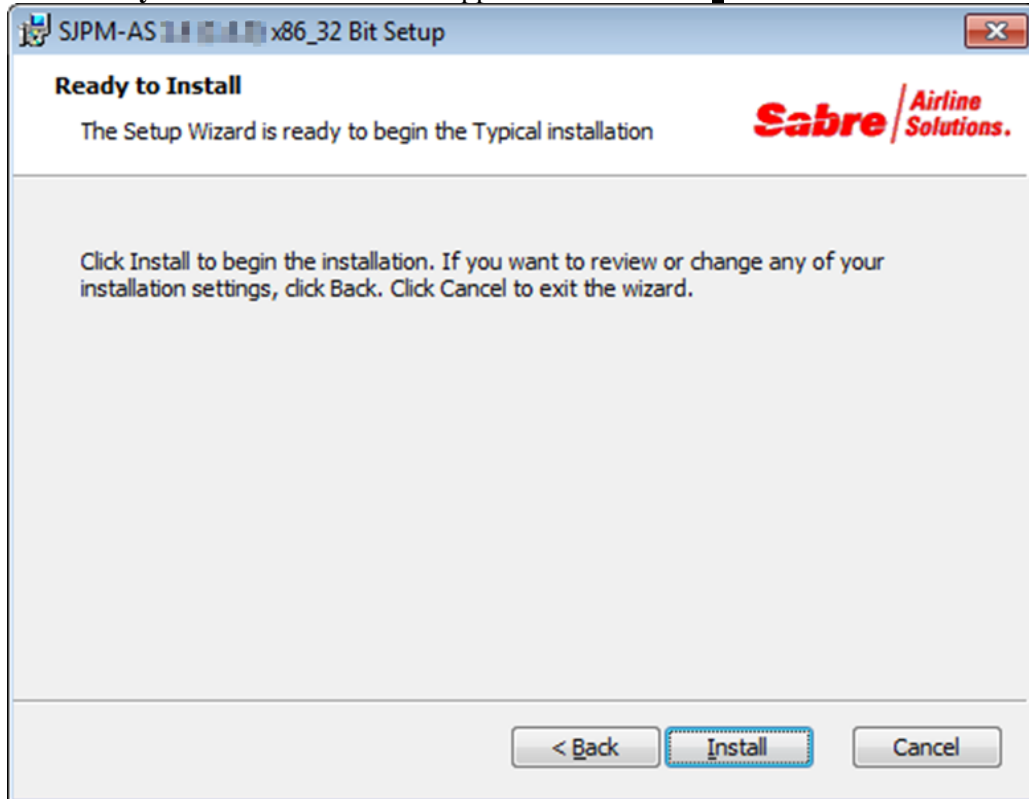 SJPM-AS x86_32 Bit Setup
Ready to Install
The Setup Wizard is ready to begin the Typical installation
Sabre Airline Solutions.
Click Install to begin the installation. If you want to review or change any of your
installation settings, click Back. Click Cancel to exit the wizard.
< Back Install Cancel